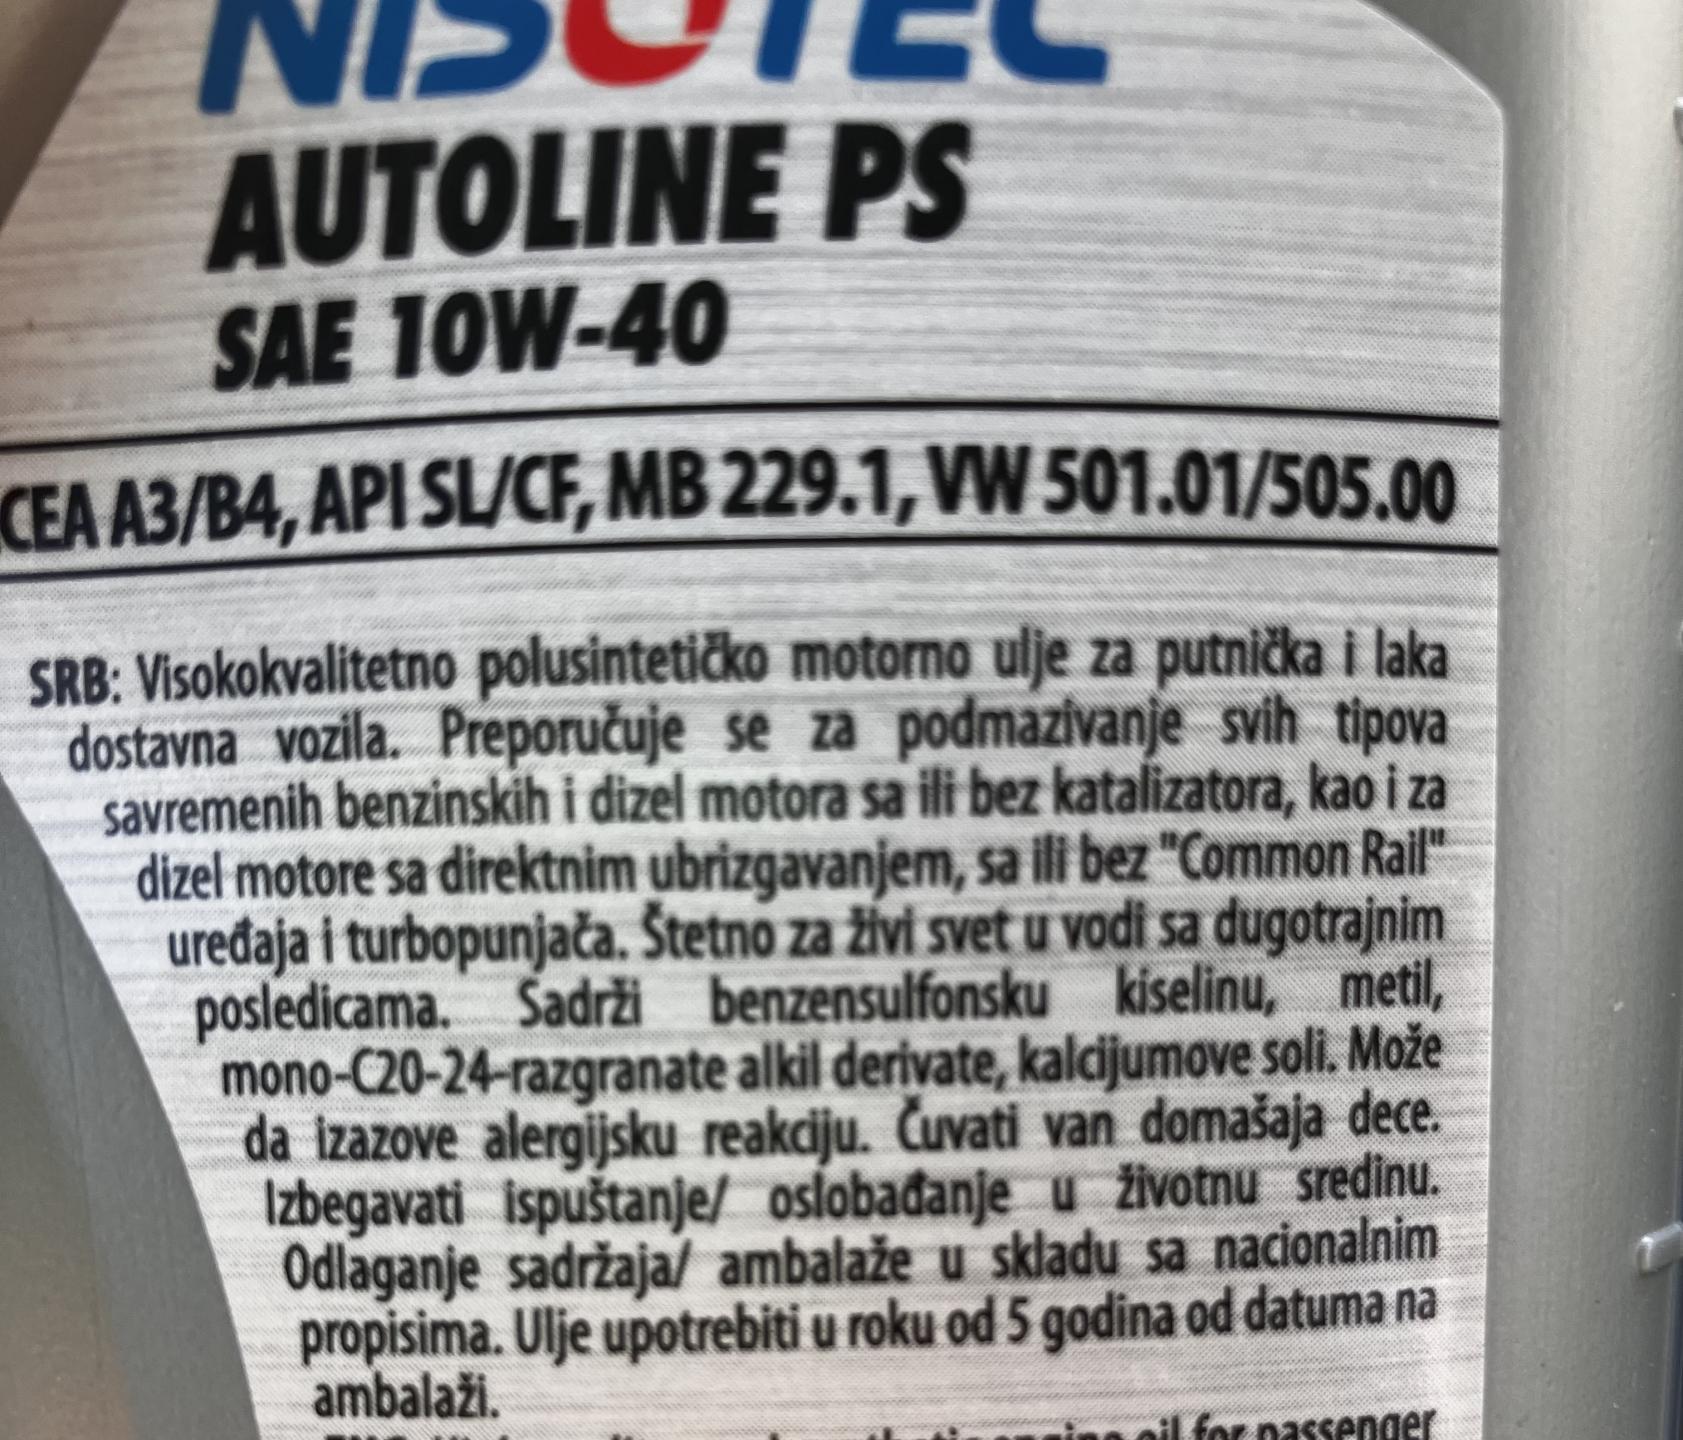 NISOTEC
AUTOLINE PS
SAE 10W-40
CEA A3/B4, API SL/CF, MB 229.1, VW 501.01/505.00
SRB: Visokokvalitetno polusintetičko motorno ulje za putnička i laka
dostavna vozila. Preporučuje se za podmazivanje svih tipova
savremenih benzinskih i dizel motora sa ili bez katalizatora, kao i za
dizel motore sa direktnim ubrizgavanjem, sa ili bez "Common Rail"
uređaja i turbopunjača. Štetno za živi svet u vodi sa dugotrajnim
posledicama. Sadrži benzensulfonsku kiselinu, metil,
mono-C20-24-razgranate alkil derivate, kalcijumove soli. Može
da izazove alergijsku reakciju. Čuvati van domašaja dece.
Izbegavati ispuštanje/ oslobađanje u životnu sredinu.
Odlaganje sadržaja/ ambalaže u skladu sa nacionalnim
propisima. Ulje upotrebiti u roku od 5 godina od datuma na
ambalaži.
engine oil for passenger